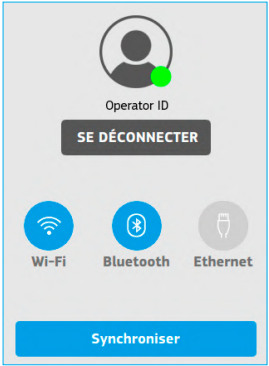 Operator ID
SE DÉCONNECTER
Wi-Fi Bluetooth Ethernet
Synchroniser